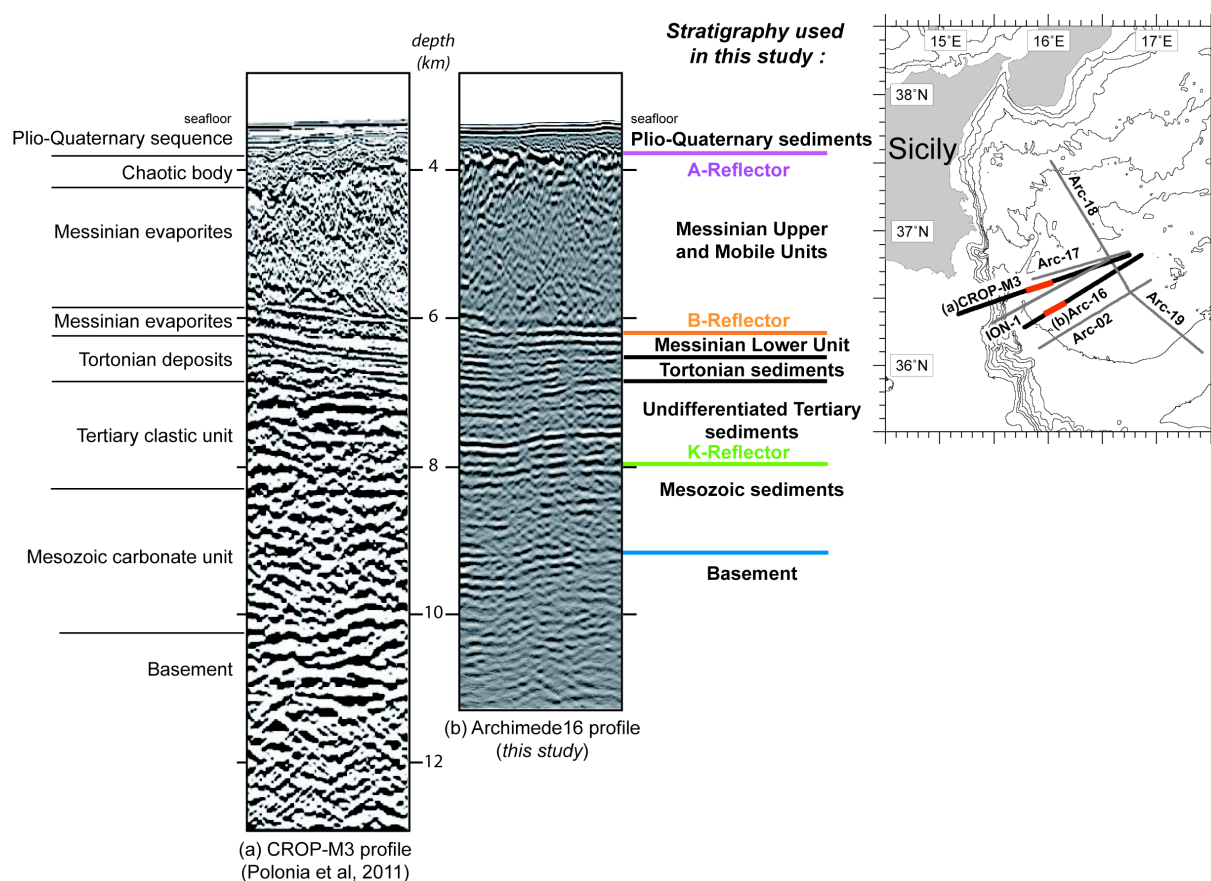 depth
(km)
Stratigraphy used
in this study :
seafloor
Plio-Quaternary sequence
Chaotic body
Messinian evaporites
Messinian evaporites
Tortonian deposits
Tertiary clastic unit
Mesozoic carbonate unit
Basement
4
6
8
10
12
(a) CROP-M3 profile
(Polonia et al, 2011)
(b) Archimede16 profile
(this study)
seafloor
Plio-Quaternary sediments
A-Reflector
Messinian Upper
and Mobile Units
B-Reflector
Messinian Lower Unit
Tortonian sediments
Undifferentiated Tertiary
sediments
K-Reflector
Mesozoic sediments
Basement
15˚E
16˚E
17˚E
38˚N
37˚N
36˚N
Sicily
Arc-18
Arc-17
(a)CROP-M3
ION-1
(b)Arc-16
Arc-02
Arc-19